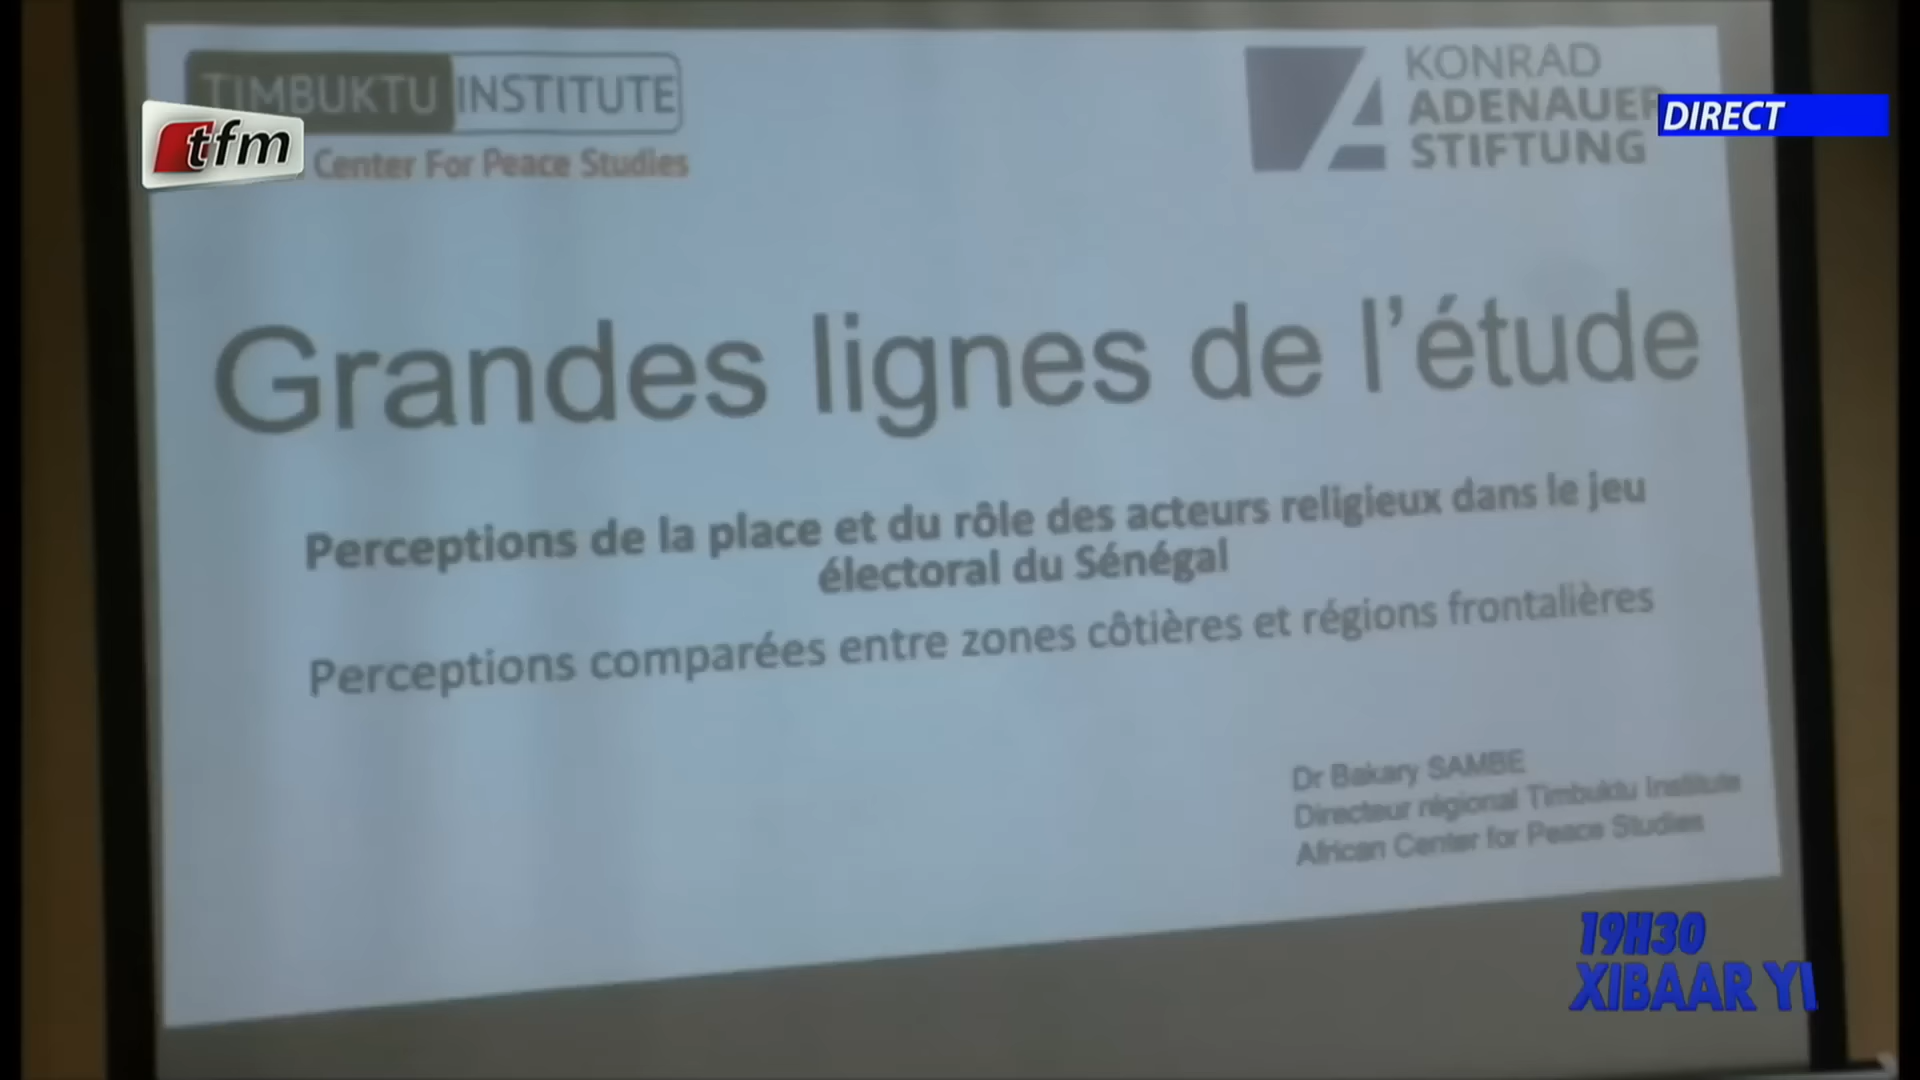 TIMBUKTU INSTITUTE
Center For Peace Studies
tfm
KONRAD
ADENAUER
STIFTUNG
DIRECT
Grandes lignes de l'étude
Perceptions de la place et du rôle des acteurs religieux dans le jeu
électoral du Sénégal
Perceptions comparées entre zones côtières et régions frontalières
Dr Bakary SAMBE
Directeur régional Timbuktu Institute
African Center for Peace Studies
19H30
XIBAAR YI